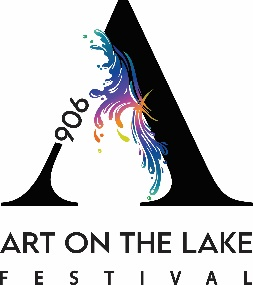 906
ART ON THE LAKE
FESTIVAL